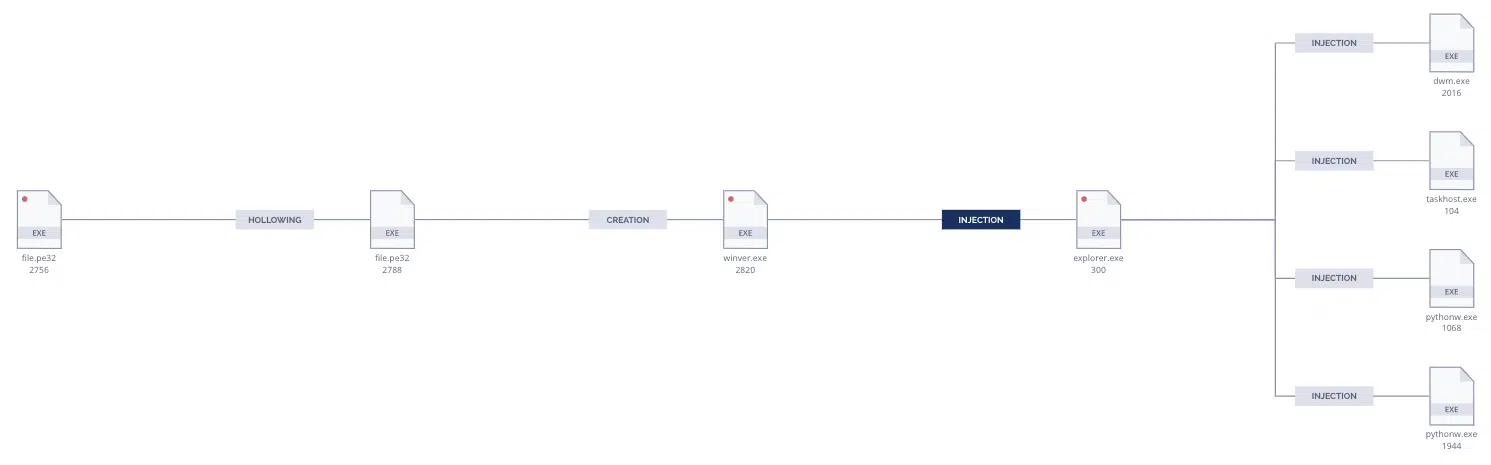 INJECTION
EXE
dwm.exe
2016
INJECTION
EXE
taskhost.exe
104
EXE
file.pe32
2756
HOLLOWING
EXE
file.pe32
2788
CREATION
EXE
winver.exe
2820
INJECTION
EXE
explorer.exe
300
INJECTION
EXE
pythonw.exe
1068
INJECTION
EXE
pythonw.exe
1944